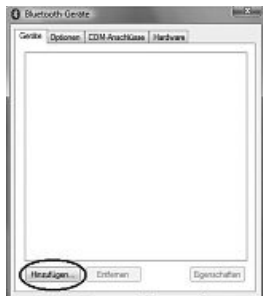 Bluetooth-Geräte
Geräte Optionen COM-Anschlüsse Hardware
Hinzufügen... Entfernen Eigenschaften